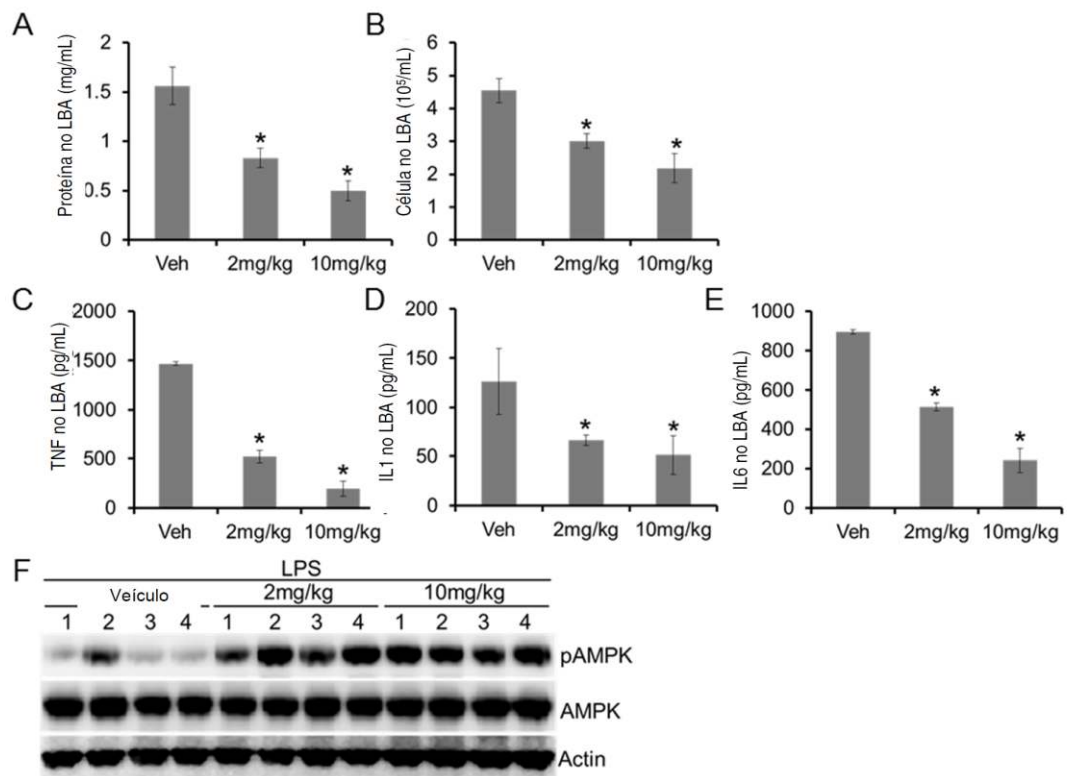 A
Proteína no LBA (mg/mL)
2
1.5
1
0.5
0
*
*
Veh 2mg/kg 10mg/kg
B
Célula no LBA (10⁵/mL)
6
5
4
3
2
1
0
*
*
Veh 2mg/kg 10mg/kg
C
TNF no LBA (pg/mL)
2000
1500
1000
500
0
*
*
Veh 2mg/kg 10mg/kg
D
IL1 no LBA (pg/mL)
200
150
100
50
0
*
*
Veh 2mg/kg 10mg/kg
E
IL6 no LBA (pg/mL)
1000
800
600
400
200
0
*
*
Veh 2mg/kg 10mg/kg
F
LPS
Veículo 2mg/kg 10mg/kg
1 2 3 4 1 2 3 4 1 2 3 4
pAMPK
AMPK
Actin